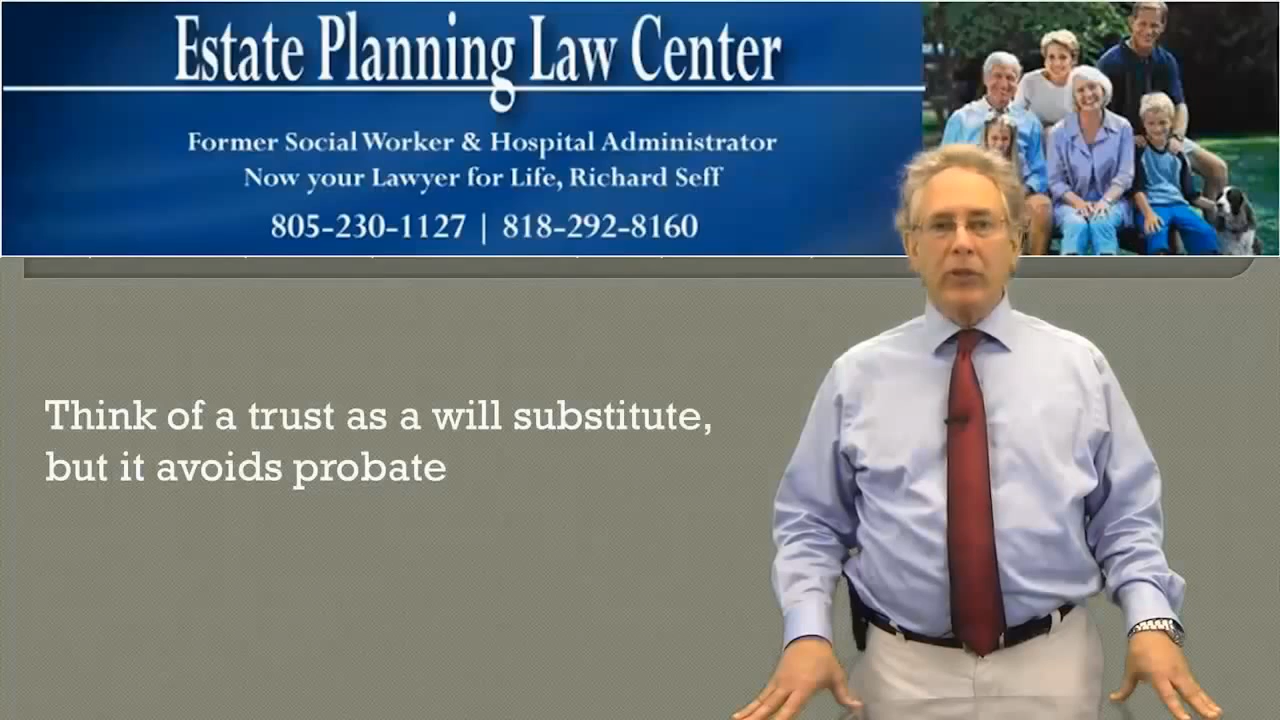 Estate Planning Law Center
Former Social Worker & Hospital Administrator
Now your Lawyer for Life, Richard Seff
805-230-1127 | 818-292-8160
Think of a trust as a will substitute,
but it avoids probate